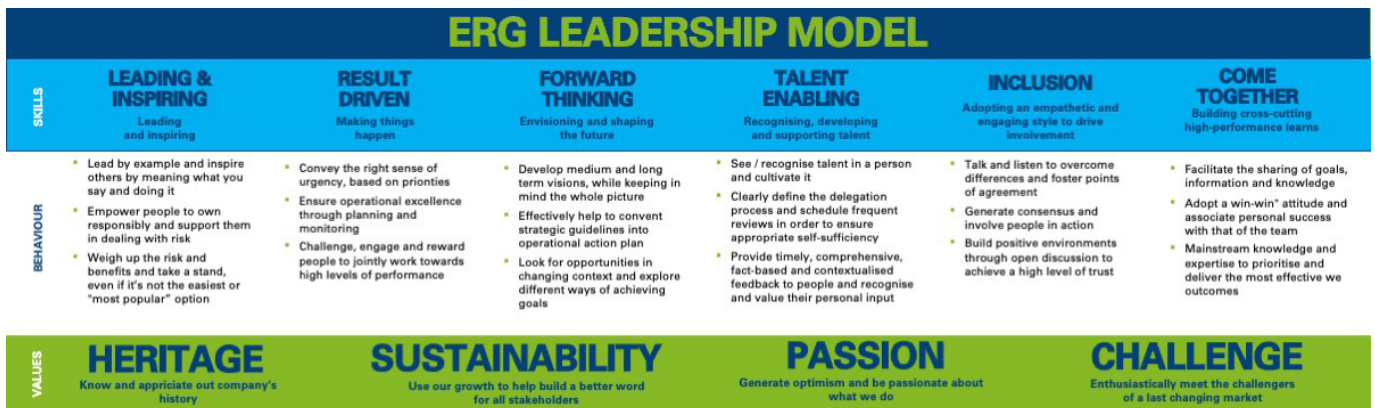 ERG LEADERSHIP MODEL
SKILLS
LEADING &
INSPIRING
Leading
and inspiring
RESULT
DRIVEN
Making things
happen
FORWARD
THINKING
Envisioning and shaping
the future
TALENT
ENABLING
Recognising, developing
and supporting talent
INCLUSION
Adopting an empathetic and
engaging style to drive
involvement
COME
TOGETHER
Building cross-cutting
high-performance learns
BEHAVIOUR
Lead by example and inspire
others by meaning what you
say and doing it
Empower people to own
responsibly and support them
in dealing with risk
Weigh up the risk and
benefits and take a stand,
even if it's not the easiest or
"most popular" option
Convey the right sense of
urgency, based on prionties
Ensure operational excellence
through planning and
monitoring
Challenge, engage and reward
people to jointly work towards
high levels of performance
Develop medium and long
term visions, while keeping in
mind the whole picture
Effectively help to convent
strategic guidelines into
operational action plan
Look for opportunities in
changing context and explore
different ways of achieving
goals
See / recognise talent in a person
and cultivate it
Clearly define the delegation
process and schedule frequent
reviews in order to ensure
appropriate self-sufficiency
Provide timely, comprehensive,
fact-based and contextualised
feedback to people and recognise
and value their personal input
Talk and listen to overcome
differences and foster points
of agreement
Generate consensus and
involve people in action
Build positive environments
through open discussion to
achieve a high level of trust
Facilitate the sharing of goals,
information and knowledge
Adopt a win-win" attitude and
associate personal success
with that of the team
Mainstream knowledge and
expertise to prioritise and
deliver the most effective we
outcomes
VALUES
HERITAGE
Know and appriciate out company's
history
SUSTAINABILITY
Use our growth to help build a better word
for all stakeholders
PASSION
Generate optimism and be passionate about
what we do
CHALLENGE
Enthusiastically meet the challengers
of a last changing market